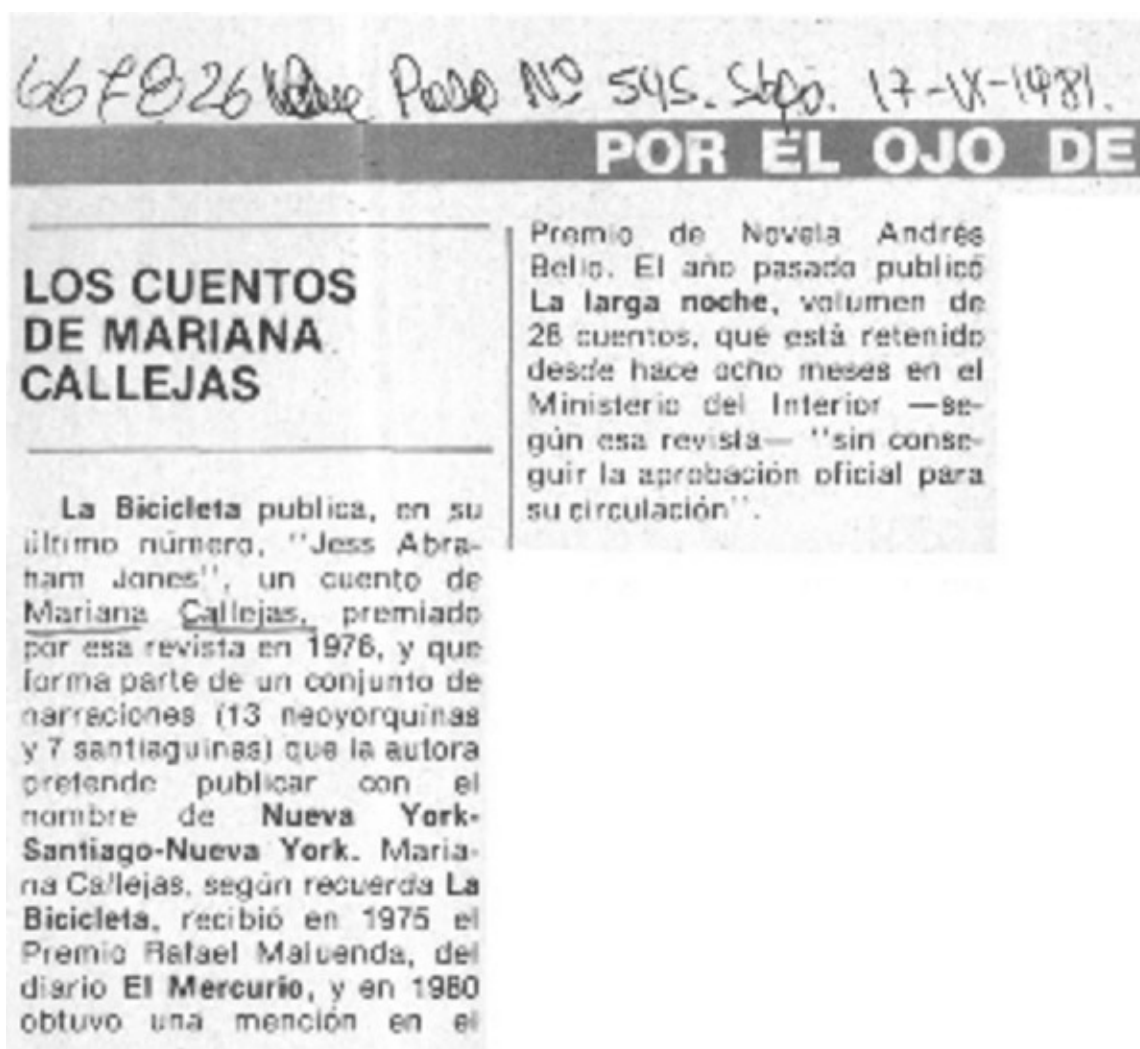 667826 Nº 545. Stgo. 17-IX-1981.
POR EL OJO DE
LOS CUENTOS
DE MARIANA
CALLEJAS
La Bicicleta publica, en su
último número, "Jess Abra-
ham Jones", un cuento de
Mariana Callejas, premiado
por esa revista en 1976, y que
forma parte de un conjunto de
narraciones (13 neoyorquinas
y 7 santiaguinas) que la autora
pretende publicar con el
nombre de Nueva York-
Santiago-Nueva York. Maria-
na Callejas, según recuerda La
Bicicleta, recibió en 1975 el
Premio Rafael Maluenda, del
diario El Mercurio, y en 1980
obtuvo una mención en el
Premio de Novela Andrés
Bello. El año pasado publicó
La larga noche, volumen de
28 cuentos, que está retenido
desde hace ocho meses en el
Ministerio del Interior —se-
gún esa revista— "sin conse-
guir la aprobación oficial para
su circulación".